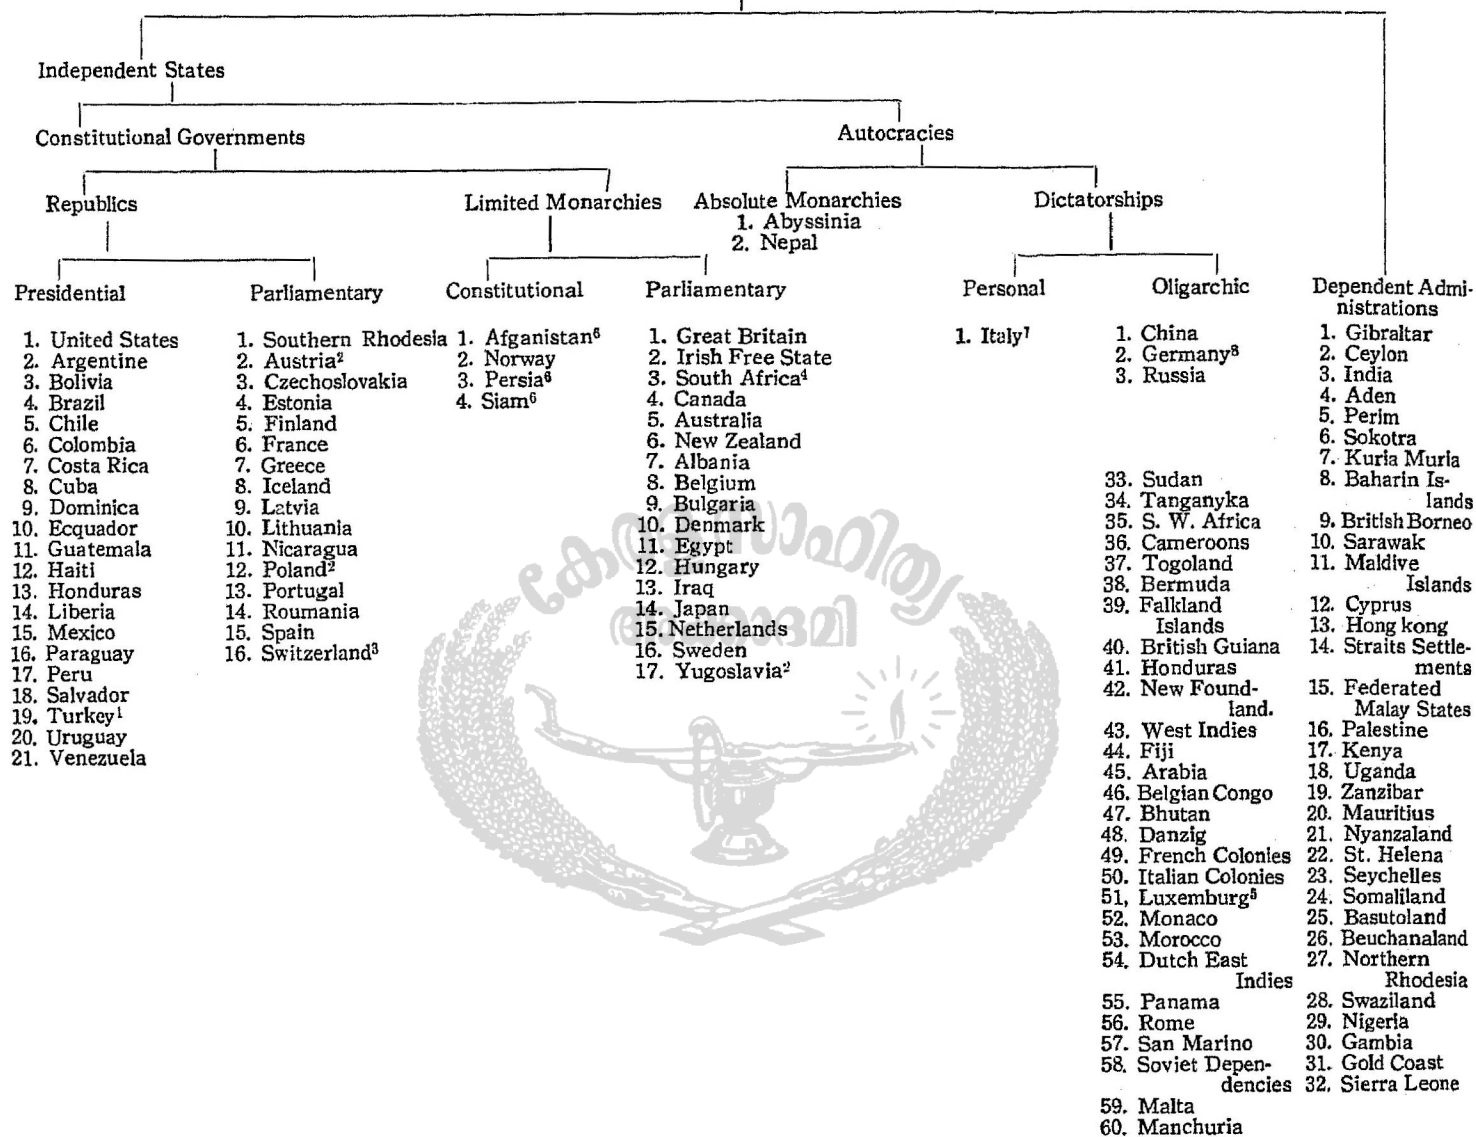 Independent States
Constitutional Governments
Autocracies
Republics
Limited Monarchies
Absolute Monarchies
1. Abyssinia
2. Nepal
Dictatorships
Presidential
1. United States
2. Argentine
3. Bolivia
4. Brazil
5. Chile
6. Colombia
7. Costa Rica
8. Cuba
9. Dominica
10. Ecquador
11. Guatemala
12. Haiti
13. Honduras
14. Liberia
15. Mexico
16. Paraguay
17. Peru
18. Salvador
19. Turkey¹
20. Uruguay
21. Venezuela
Parliamentary
1. Southern Rhodesia
2. Austria²
3. Czechoslovakia
4. Estonia
5. Finland
6. France
7. Greece
8. Iceland
9. Latvia
10. Lithuania
11. Nicaragua
12. Poland²
13. Portugal
14. Roumania
15. Spain
16. Switzerland³
Constitutional
1. Afganistan⁶
2. Norway
3. Persia⁶
4. Siam⁶
Parliamentary
1. Great Britain
2. Irish Free State
3. South Africa⁴
4. Canada
5. Australia
6. New Zealand
7. Albania
8. Belgium
9. Bulgaria
10. Denmark
11. Egypt
12. Hungary
13. Iraq
14. Japan
15. Netherlands
16. Sweden
17. Yugoslavia²
Personal
1. Italy⁷
Oligarchic
1. China
2. Germany⁸
3. Russia
Dependent Admi-
nistrations
1. Gibraltar
2. Ceylon
3. India
4. Aden
5. Perim
6. Sokotra
7. Kuria Muria
8. Baharin Is-
lands
9. British Borneo
10. Sarawak
11. Maldive
Islands
12. Cyprus
13. Hong kong
14. Straits Settle-
ments
15. Federated
Malay States
16. Palestine
17. Kenya
18. Uganda
19. Zanzibar
20. Mauritius
21. Nyanzaland
22. St. Helena
23. Seychelles
24. Somaliland
25. Basutoland
26. Beuchanaland
27. Northern
Rhodesia
28. Swaziland
29. Nigeria
30. Gambia
31. Gold Coast
32. Sierra Leone
33. Sudan
34. Tanganyka
35. S. W. Africa
36. Cameroons
37. Togoland
38. Bermuda
39. Falkland
Islands
40. British Guiana
41. Honduras
42. New Found-
land.
43. West Indies
44. Fiji
45. Arabia
46. Belgian Congo
47. Bhutan
48. Danzig
49. French Colonies
50. Italian Colonies
51, Luxemburg⁵
52. Monaco
53. Morocco
54. Dutch East
Indies
55. Panama
56. Rome
57. San Marino
58. Soviet Depen-
dencies
59. Malta
60. Manchuria
കേരള സാഹിത്യ
അക്കാദമി